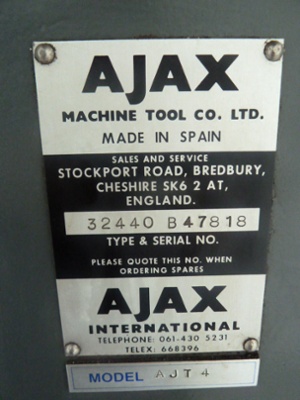 AJAX
MACHINE TOOL CO. LTD.
MADE IN SPAIN
SALES AND SERVICE
STOCKPORT ROAD, BREDBURY,
CHESHIRE SK6 2 AT,
ENGLAND.
32440 B47818
TYPE & SERIAL NO.
PLEASE QUOTE THIS NO. WHEN
ORDERING SPARES
AJAX
INTERNATIONAL
TELEPHONE: 061-430 5231
TELEX: 668396
MODEL AJT 4